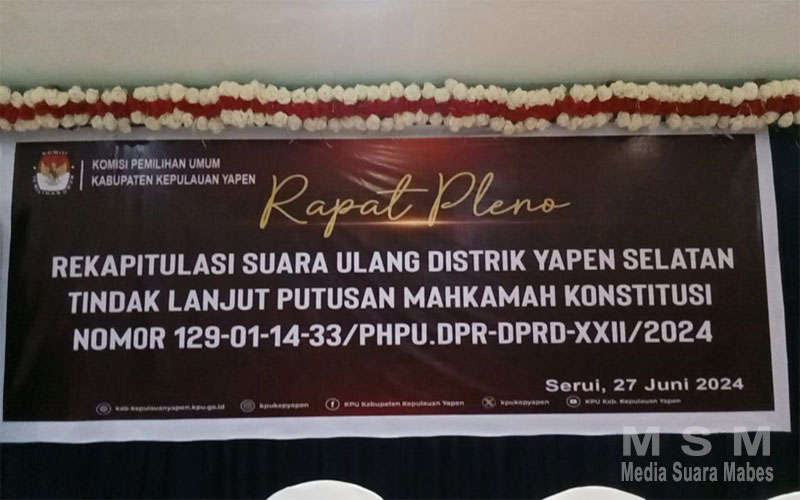 KOMISI PEMILIHAN UMUM
KABUPATEN KEPULAUAN YAPEN
Rapat Pleno
REKAPITULASI SUARA ULANG DISTRIK YAPEN SELATAN
TINDAK LANJUT PUTUSAN MAHKAMAH KONSTITUSI
NOMOR 129-01-14-33/PHPU.DPR-DPRD-XXII/2024
Serui, 27 Juni 2024
kab-kepulauanyapen.kpu.go.id kpukepyapen KPU Kabupaten Kepulauan Yapen kpukepyapen KPU Kab. Kepulauan Yapen
M S M
Media Suara Mabes